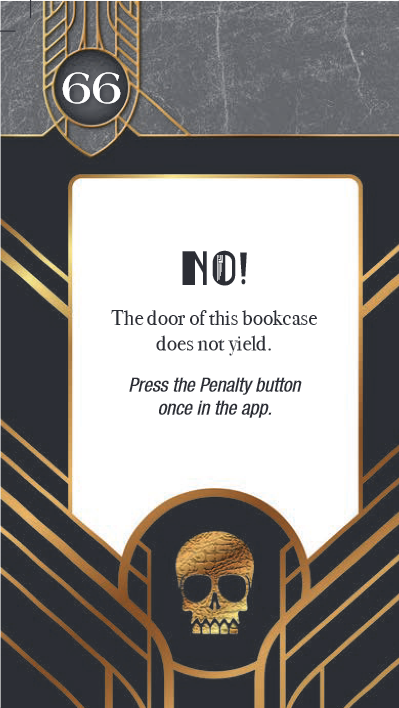 66
NO!
The door of this bookcase
does not yield.
Press the Penalty button
once in the app.